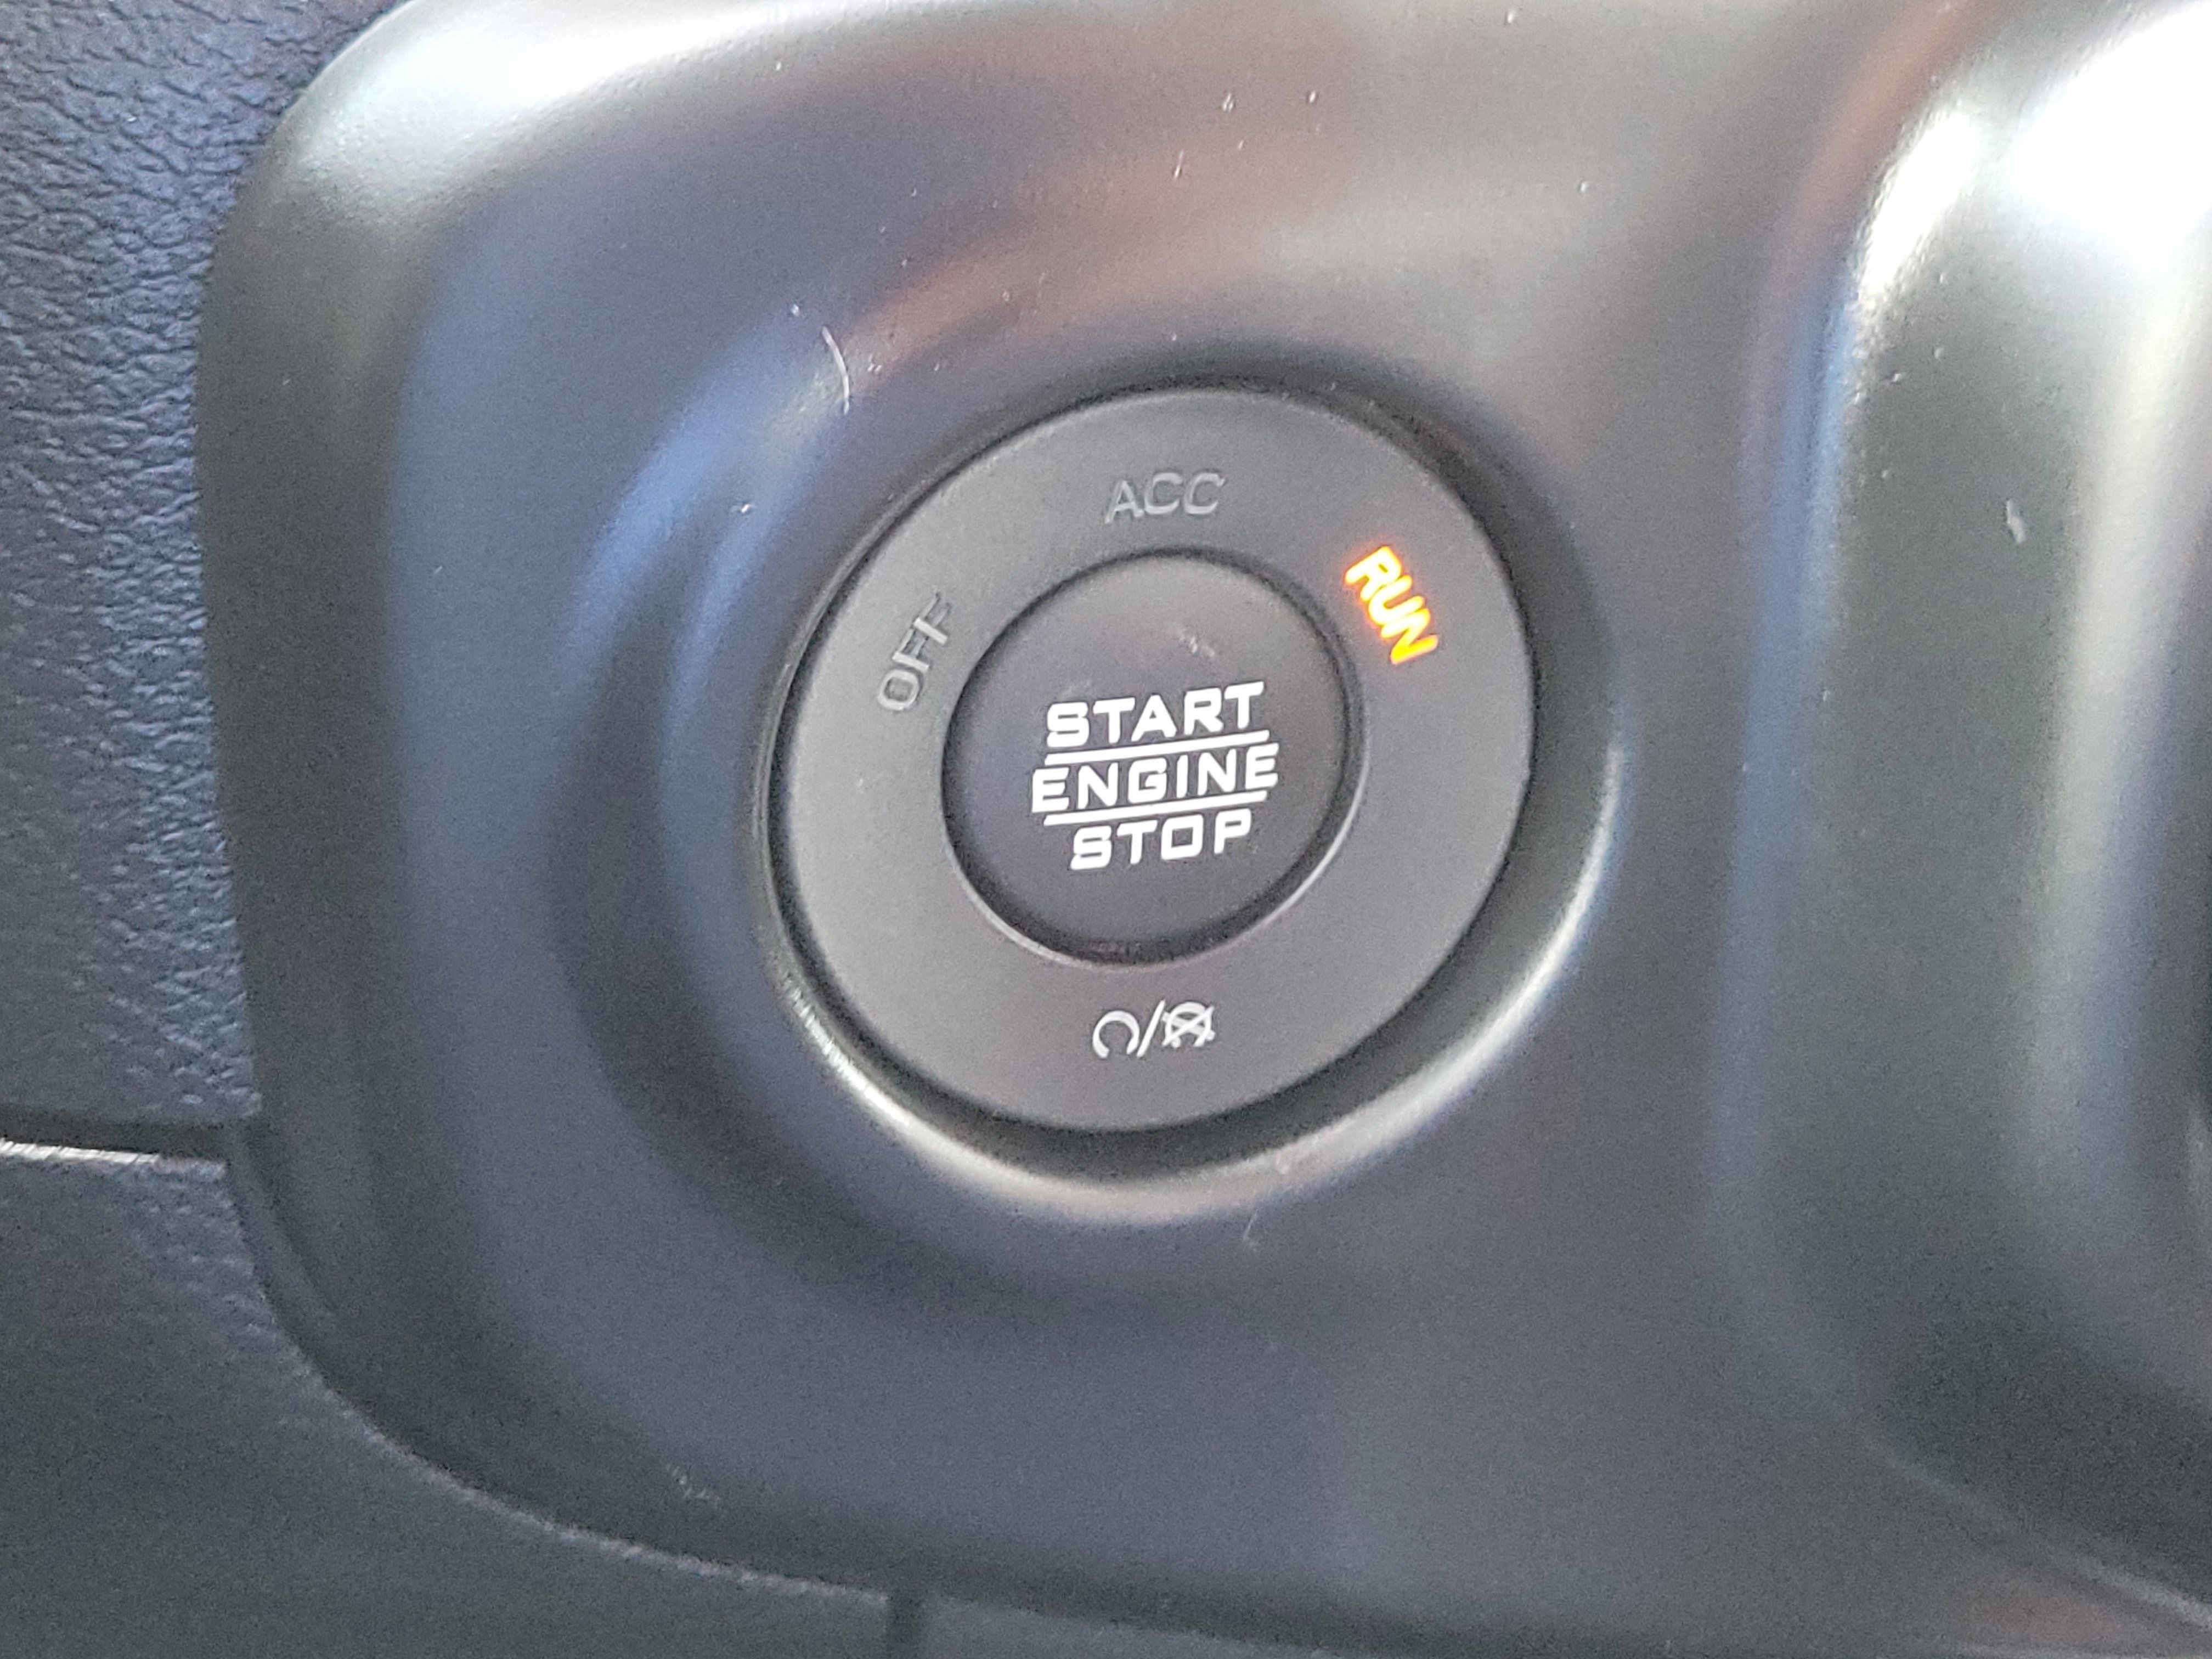 ACC
OFF
RUN
START
ENGINE
STOP